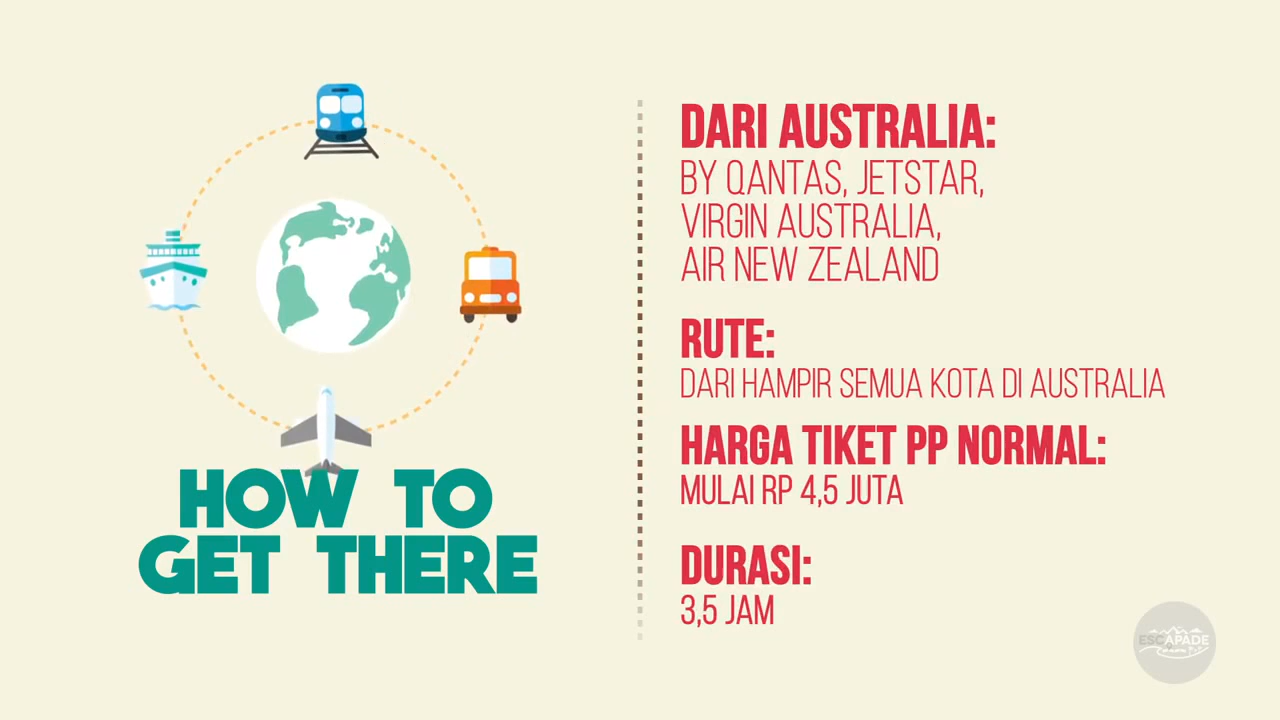 HOW TO
GET THERE
DARI AUSTRALIA:
BY QANTAS, JETSTAR,
VIRGIN AUSTRALIA,
AIR NEW ZEALAND
RUTE:
DARI HAMPIR SEMUA KOTA DI AUSTRALIA
HARGA TIKET PP NORMAL:
MULAI RP 4,5 JUTA
DURASI:
3,5 JAM
ESCAPADE